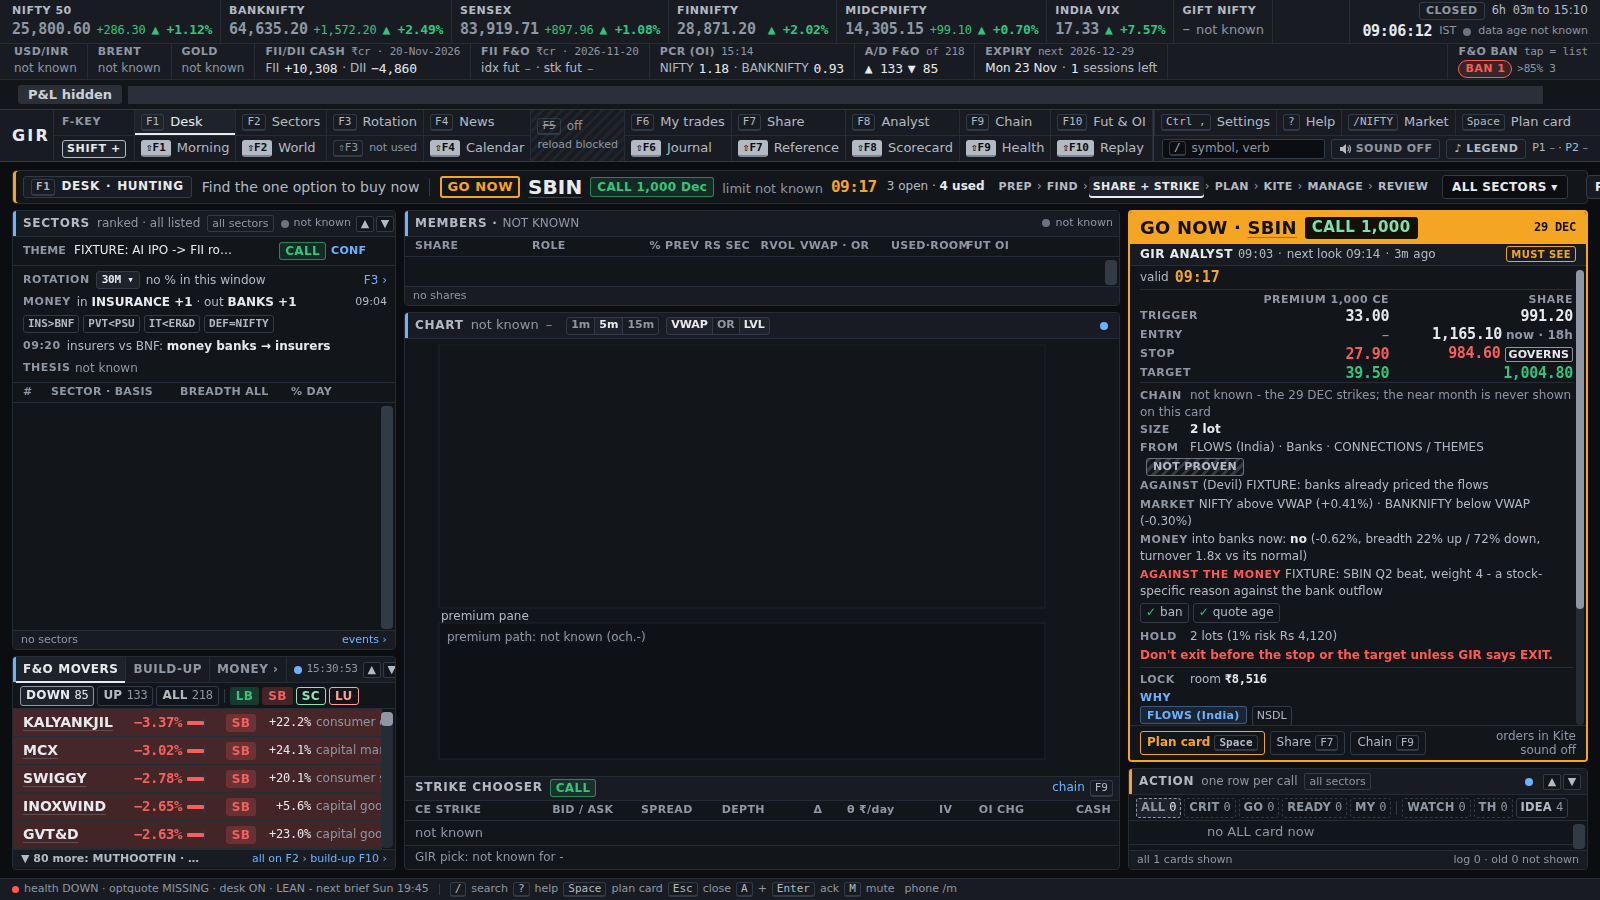 NIFTY 50 BANKNIFTY SENSEX FINNIFTY MIDCPNIFTY INDIA VIX GIFT NIFTY CLOSED 6h 03m to 15:10
25,800.60 +286.30 ▲ +1.12% 64,635.20 +1,572.20 ▲ +2.49% 83,919.71 +897.96 ▲ +1.08% 28,871.20 ▲ +2.02% 14,305.15 +99.10 ▲ +0.70% 17.33 ▲ +7.57% – not known 09:06:12 IST data age not known
USD/INR BRENT GOLD FII/DII CASH ₹cr · 20-Nov-2026 FII F&O ₹cr · 2026-11-20 PCR (OI) 15:14 A/D F&O of 218 EXPIRY next 2026-12-29 F&O BAN tap = list
not known not known not known FII +10,308 · DII −4,860 idx fut – · stk fut – NIFTY 1.18 · BANKNIFTY 0.93 ▲ 133 ▼ 85 Mon 23 Nov · 1 sessions left BAN 1 >85% 3
P&L hidden
GIR F-KEY F1 Desk F2 Sectors F3 Rotation F4 News F5 off F6 My trades F7 Share F8 Analyst F9 Chain F10 Fut & OI Ctrl , Settings ? Help /NIFTY Market Space Plan card
SHIFT + ⇧F1 Morning ⇧F2 World ⇧F3 not used ⇧F4 Calendar reload blocked ⇧F6 Journal ⇧F7 Reference ⇧F8 Scorecard ⇧F9 Health ⇧F10 Replay / symbol, verb SOUND OFF ♪ LEGEND P1 – · P2 –
F1 DESK · HUNTING Find the one option to buy now GO NOW SBIN CALL 1,000 Dec limit not known 09:17 3 open · 4 used PREP › FIND › SHARE + STRIKE › PLAN › KITE › MANAGE › REVIEW ALL SECTORS ▾
SECTORS ranked · all listed all sectors not known ▲ ▼
THEME FIXTURE: AI IPO -> FII ro… CALL CONF
ROTATION 30M ▾ no % in this window F3 ›
MONEY in INSURANCE +1 · out BANKS +1 09:04
INS>BNF PVT<PSU IT<ER&D DEF=NIFTY
09:20 insurers vs BNF: money banks → insurers
THESIS not known
# SECTOR · BASIS BREADTH ALL % DAY
no sectors events ›
F&O MOVERS BUILD-UP MONEY › 15:30:53 ▲ ▼
DOWN 85 UP 133 ALL 218 LB SB SC LU
KALYANKJIL −3.37% SB +22.2% consumer
MCX −3.02% SB +24.1% capital mar
SWIGGY −2.78% SB +20.1% consumer s
INOXWIND −2.65% SB +5.6% capital goo
GVT&D −2.63% SB +23.0% capital goo
▼ 80 more: MUTHOOTFIN · … all on F2 › build-up F10 ›
MEMBERS · NOT KNOWN not known
SHARE ROLE % PREV RS SEC RVOL VWAP · OR USED·ROOM FUT OI
no shares
CHART not known – 1m 5m 15m VWAP OR LVL
premium pane
premium path: not known (och.-)
STRIKE CHOOSER CALL chain F9
CE STRIKE BID / ASK SPREAD DEPTH Δ θ ₹/day IV OI CHG CASH
not known
GIR pick: not known for -
GO NOW · SBIN CALL 1,000 29 DEC
GIR ANALYST 09:03 · next look 09:14 · 3m ago MUST SEE
valid 09:17
PREMIUM 1,000 CE SHARE
TRIGGER 33.00 991.20
ENTRY – 1,165.10 now · 18h
STOP 27.90 984.60 GOVERNS
TARGET 39.50 1,004.80
CHAIN not known - the 29 DEC strikes; the near month is never shown
on this card
SIZE 2 lot
FROM FLOWS (India) · Banks · CONNECTIONS / THEMES
NOT PROVEN
AGAINST (Devil) FIXTURE: banks already priced the flows
MARKET NIFTY above VWAP (+0.41%) · BANKNIFTY below VWAP
(-0.30%)
MONEY into banks now: no (-0.62%, breadth 22% up / 72% down,
turnover 1.8x vs its normal)
AGAINST THE MONEY FIXTURE: SBIN Q2 beat, weight 4 - a stock-
specific reason against the bank outflow
✓ ban ✓ quote age
HOLD 2 lots (1% risk Rs 4,120)
Don't exit before the stop or the target unless GIR says EXIT.
LOCK room ₹8,516
WHY
FLOWS (India) NSDL
Plan card Space Share F7 Chain F9 orders in Kite
sound off
ACTION one row per call all sectors ▲ ▼
ALL 0 CRIT 0 GO 0 READY 0 MY 0 WATCH 0 TH 0 IDEA 4
no ALL card now
all 1 cards shown log 0 · old 0 not shown
health DOWN · optquote MISSING · desk ON · LEAN - next brief Sun 19:45 / search ? help Space plan card Esc close A + Enter ack M mute phone /m